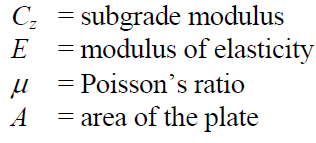 C_z = subgrade modulus
E = modulus of elasticity
μ = Poisson's ratio
A = area of the plate